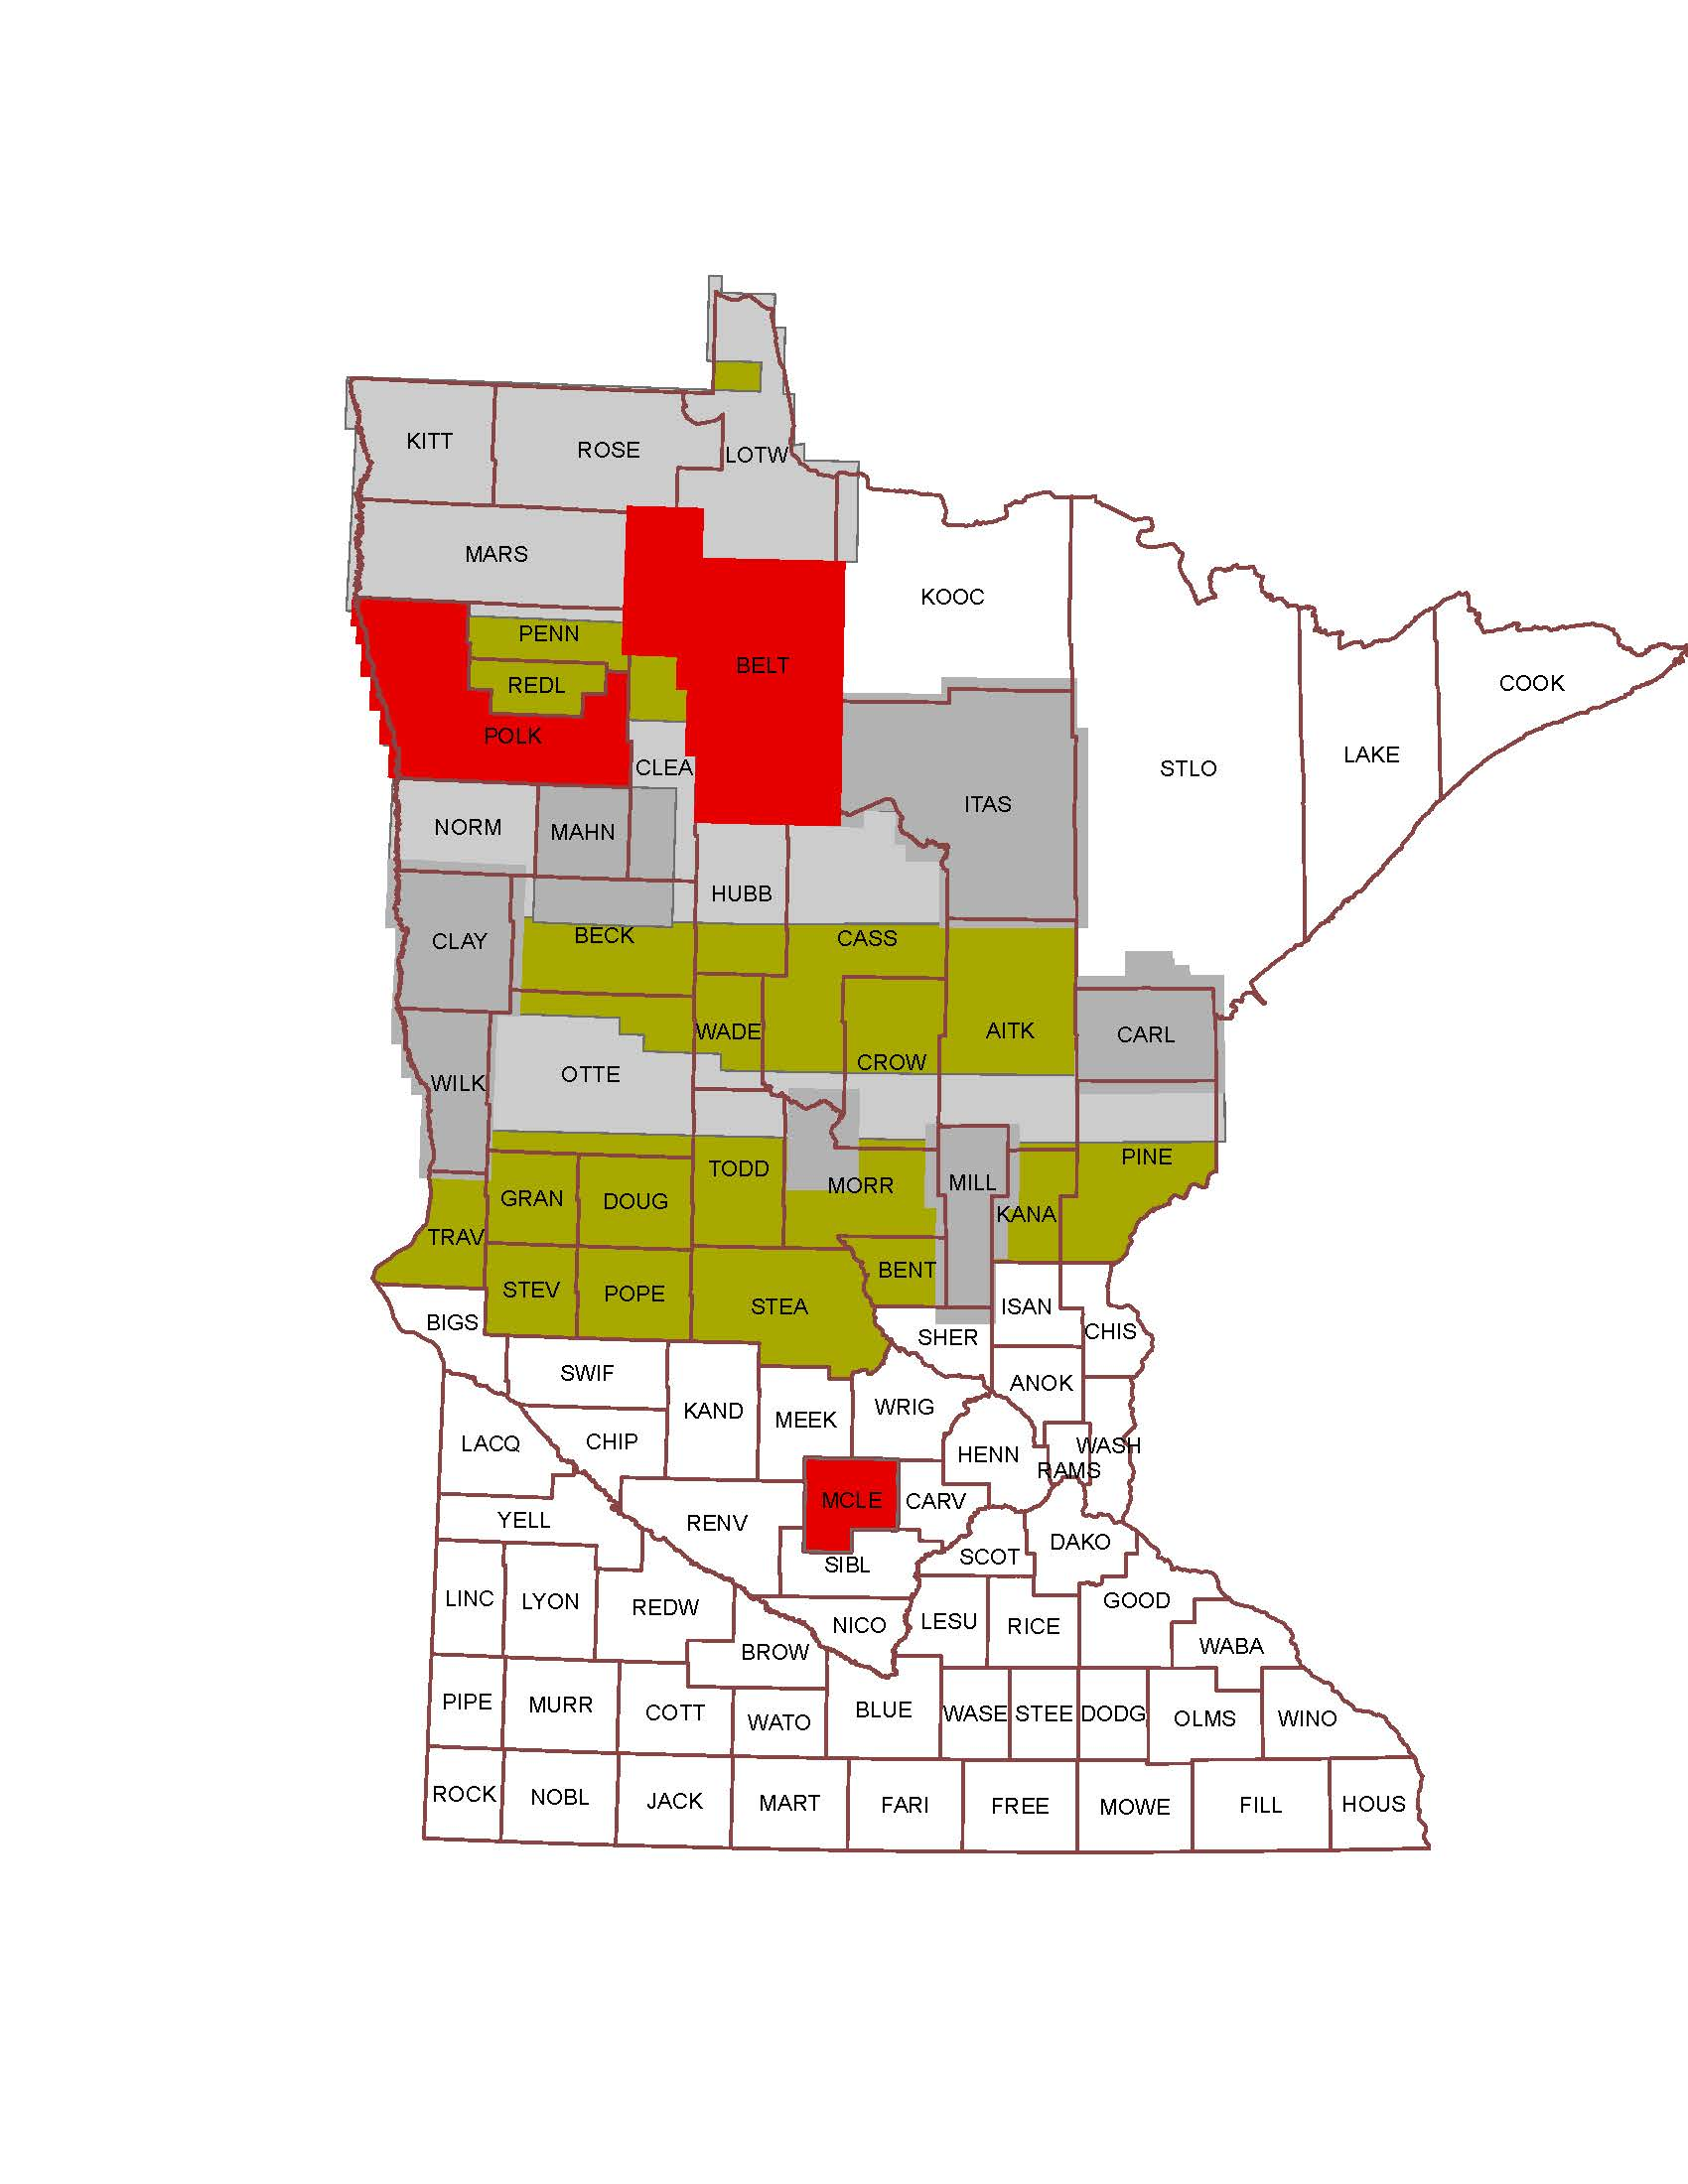 KITT
ROSE
LOTW
MARS
KOOC
PENN
BELT
REDL
COOK
POLK
LAKE
CLEA
STLO
ITAS
NORM
MAHN
HUBB
BECK
CASS
CLAY
WADE
AITK
CARL
CROW
OTTE
WILK
PINE
TODD
MILL
MORR
GRAN
DOUG
KANA
TRAV
BENT
STEV
POPE
STEA
ISAN
BIGS
CHIS
SHER
SWIF
ANOK
KAND
WRIG
MEEK
CHIP
LACQ
WASH
HENN
RAMS
MCLE
CARV
YELL
RENV
DAKO
SCOT
SIBL
LINC
LYON
GOOD
REDW
LESU
NICO
RICE
WABA
BROW
PIPE
MURR
BLUE
COTT
WASE
STEE
DODG
OLMS
WINO
WATO
ROCK
NOBL
JACK
MART
FARI
FREE
MOWE
FILL
HOUS